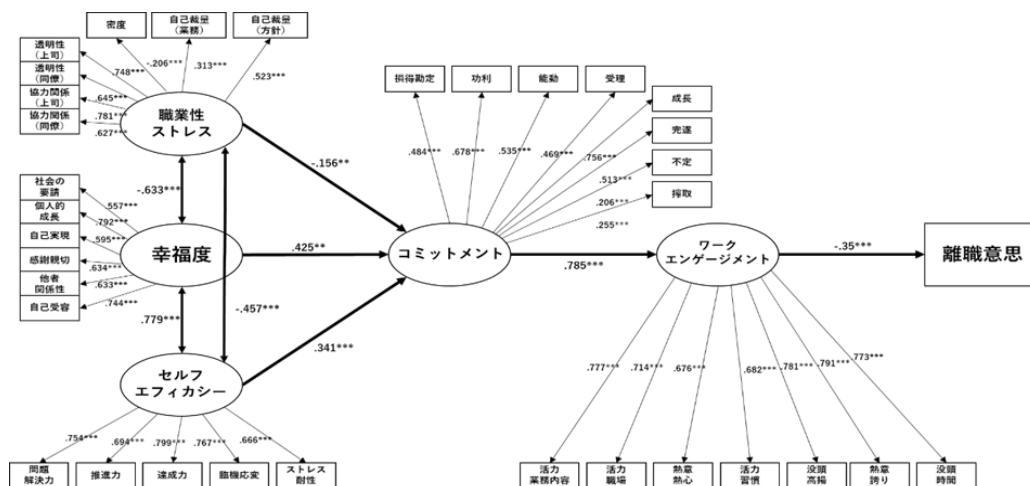 密度
自己裁量
(業務)
自己裁量
(方針)
透明性
(上司)
透明性
(同僚)
協力関係
(上司)
協力関係
(同僚)
.748***
-.206***
.313***
.523***
.645***
.781***
.627***
職業性
ストレス
損得勘定
功利
能動
受理
成長
完遂
不定
搾取
.484***
.678***
.535***
.469***
.756***
.513***
.206***
.255***
-.156**
-.633***
社会の
要請
個人的
成長
自己実現
感謝親切
他者
関係性
自己受容
.557***
.792***
.595***
.634***
.633***
.744***
幸福度
.425**
コミットメント
.785***
ワーク
エンゲージメント
-.35***
離職意思
.779***
-.457***
.341***
セルフ
エフィカシー
.754***
.694***
.799***
.767***
.666***
問題
解決力
推進力
達成力
臨機応変
ストレス
耐性
.777***
.714***
.676***
.682***
.781***
.791***
.773***
活力
業務内容
活力
職場
熱意
熱心
活力
習慣
没頭
高揚
熱意
誇り
没頭
時間